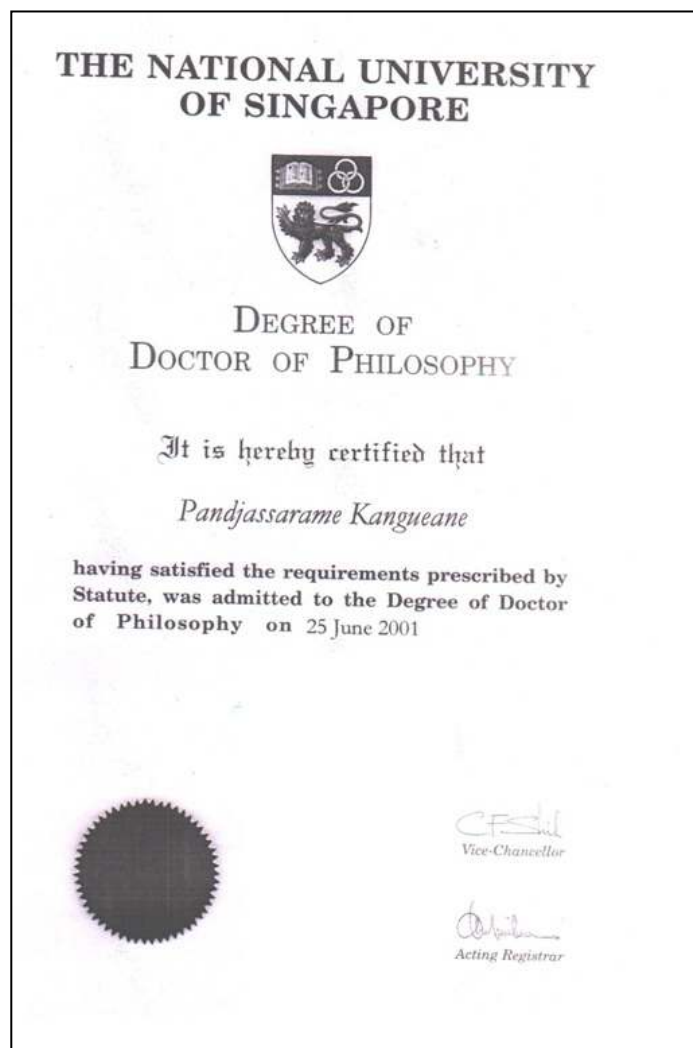 THE NATIONAL UNIVERSITY
OF SINGAPORE
DEGREE OF
DOCTOR OF PHILOSOPHY
It is hereby certified that
Pandjassarame Kangueane
having satisfied the requirements prescribed by
Statute, was admitted to the Degree of Doctor
of Philosophy on 25 June 2001
Vice-Chancellor
Acting Registrar